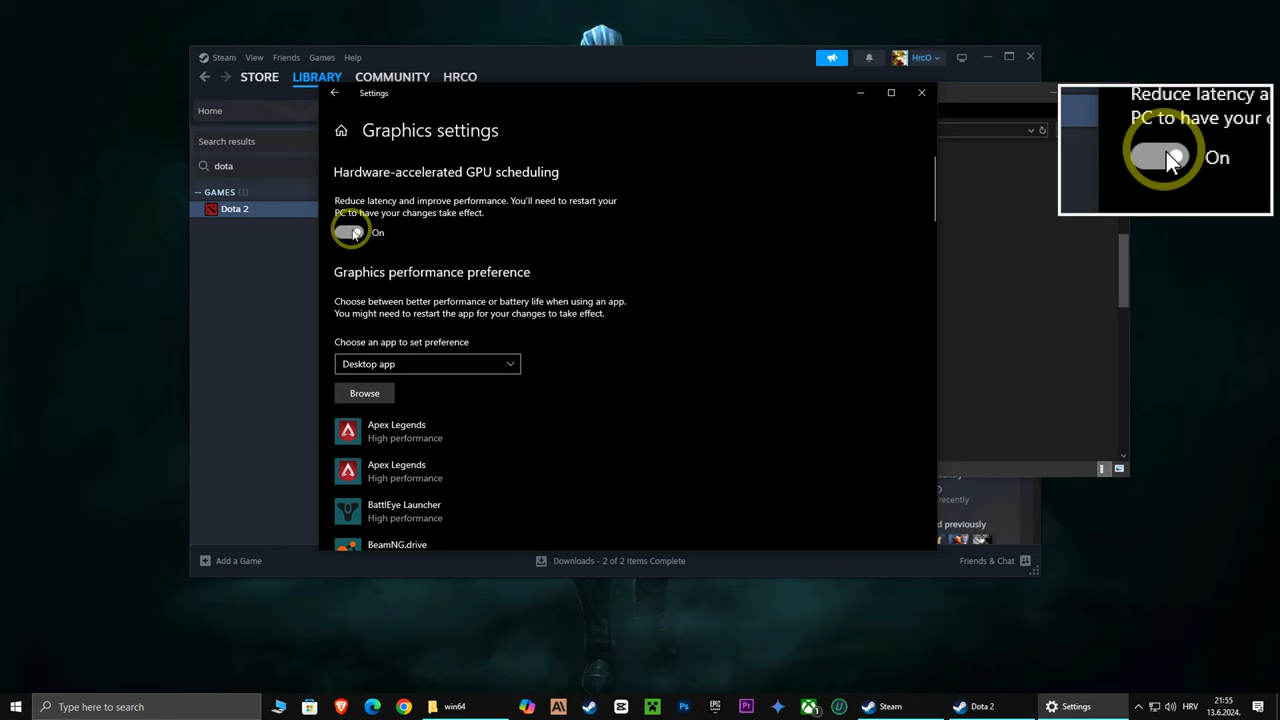 Steam View Friends Games Help
HrcO
STORE LIBRARY COMMUNITY HRCO
Home
Search results
dota
GAMES (1)
Dota 2
Settings
Graphics settings
Hardware-accelerated GPU scheduling
Reduce latency and improve performance. You'll need to restart your
PC to have your changes take effect.
On
Graphics performance preference
Choose between better performance or battery life when using an app.
You might need to restart the app for your changes to take effect.
Choose an app to set preference
Desktop app
Browse
Apex Legends
High performance
Apex Legends
High performance
BattlEye Launcher
High performance
BeamNG.drive
Reduce latency a
PC to have your
On
recently
d previously
Add a Game
Downloads - 2 of 2 Items Complete
Friends & Chat
Type here to search
win64
Steam
Dota 2
Settings
HRV
21:55
13.6.2024.